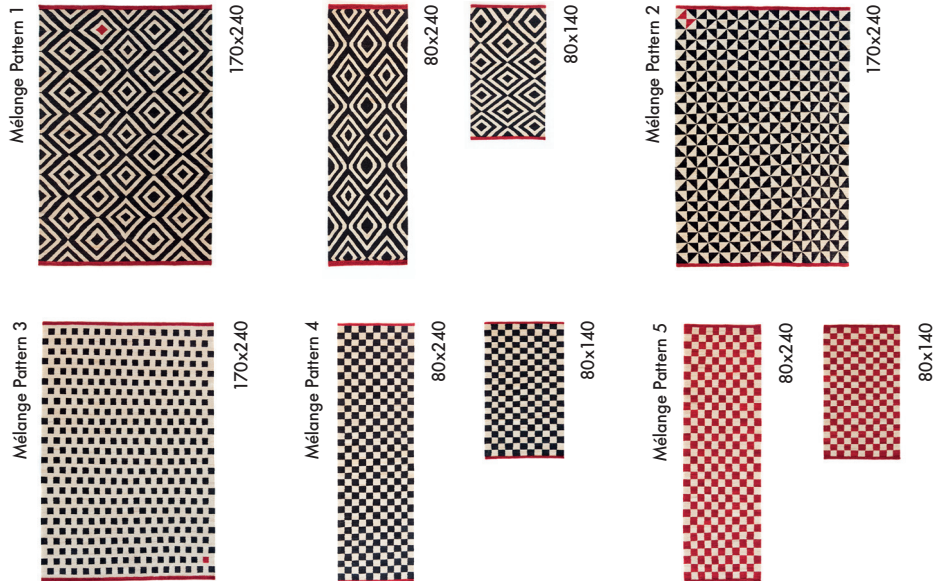 Mélange Pattern 1
170x240
80x240
80x140
Mélange Pattern 2
170x240
Mélange Pattern 3
170x240
Mélange Pattern 4
80x240
80x140
Mélange Pattern 5
80x240
80x140